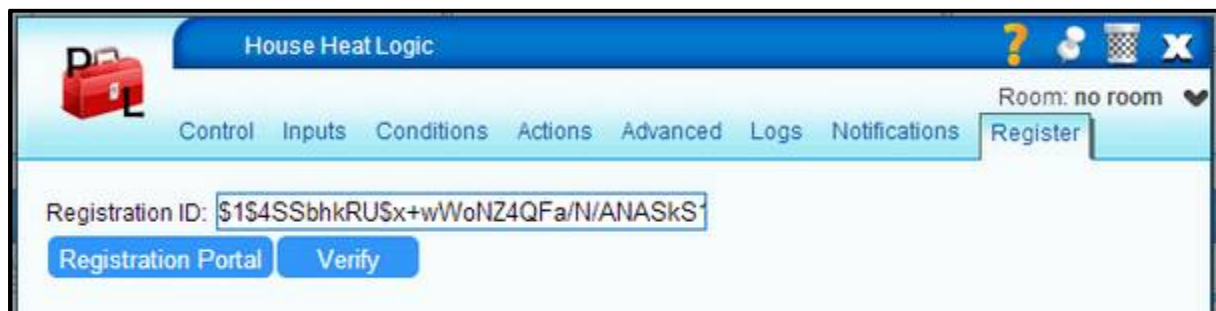 P L
House Heat Logic
Room: no room
Control Inputs Conditions Actions Advanced Logs Notifications Register
Registration ID: $1$4SSbhkRU$x+wWoNZ4QFa/N/ANASkS
Registration Portal Verify